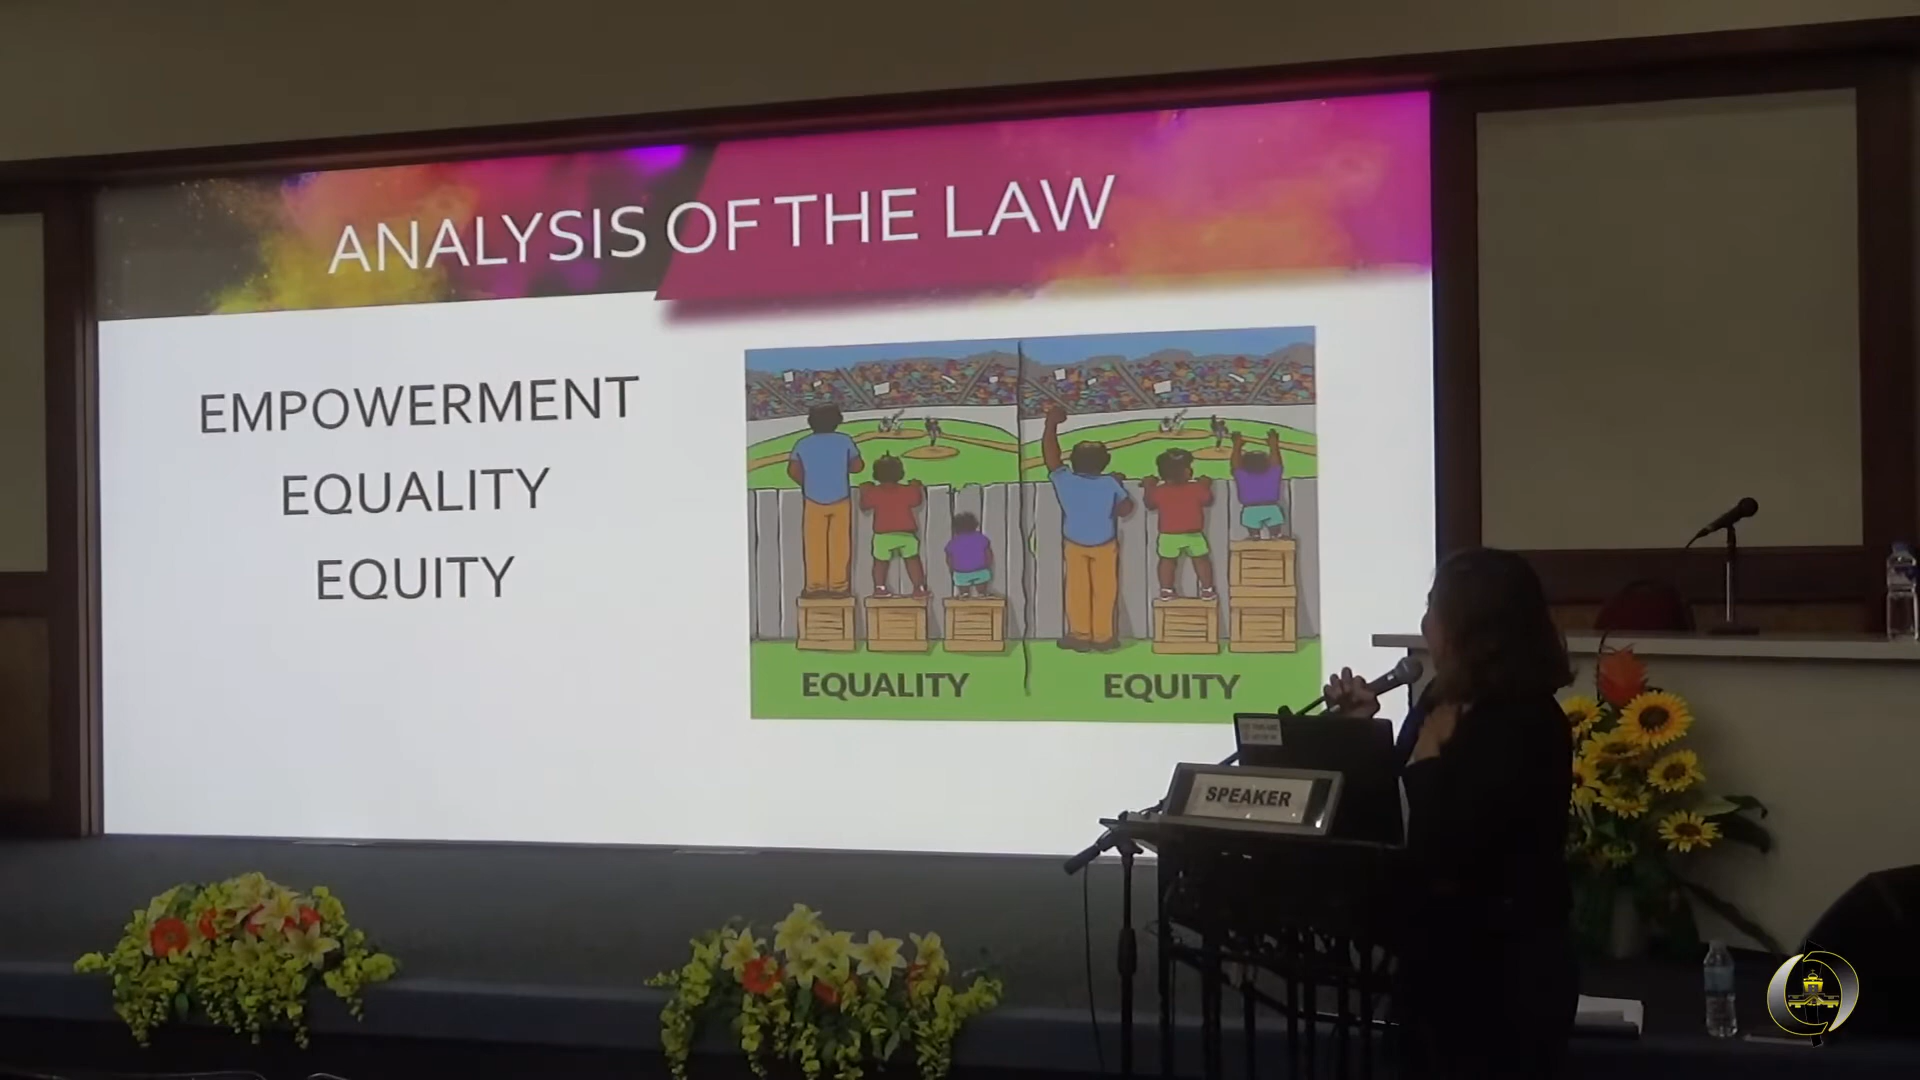 ANALYSIS OF THE LAW
EMPOWERMENT
EQUALITY
EQUITY
EQUALITY
EQUITY
SPEAKER